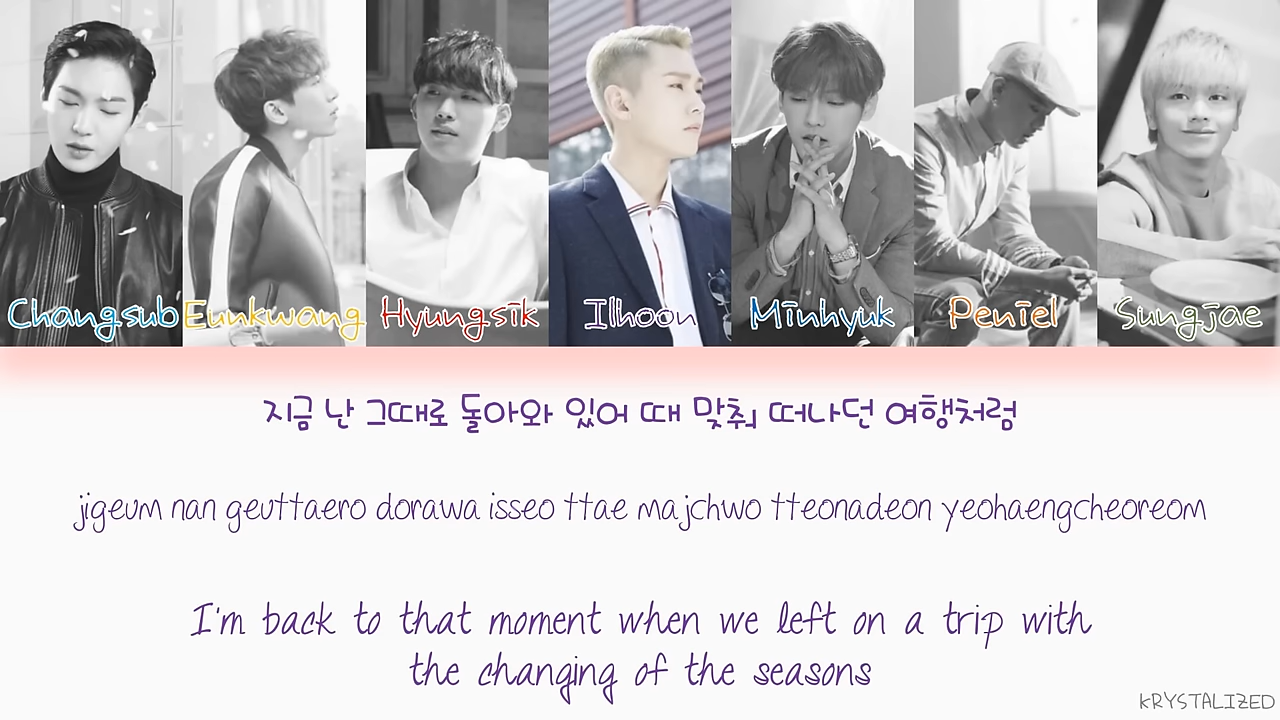 Changsub Eunkwang Hyungsik Ilhoon Minhyuk Peniel Sungjae
지금 난 그때로 돌아와 있어 때 맞춰 떠나던 여행처럼
jigeum nan geuttaero dorawa isseo ttae majchwo tteonadeon yeohaengcheoreom
I'm back to that moment when we left on a trip with
the changing of the seasons
KRYSTALIZED